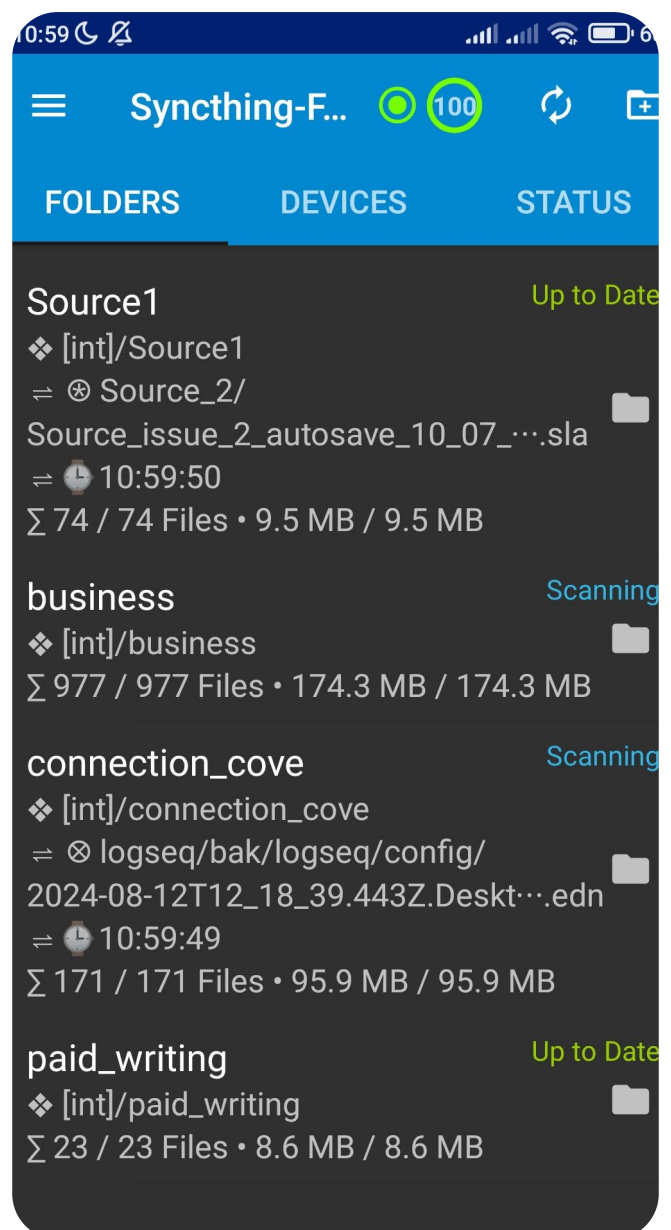 0:59
Syncthing-F... 100
FOLDERS DEVICES STATUS
Source1 Up to Date
❖ [int]/Source1
⇌ ⊛ Source_2/
Source_issue_2_autosave_10_07_⋯.sla
⇌ 🕒 10:59:50
∑ 74 / 74 Files • 9.5 MB / 9.5 MB
business Scanning
❖ [int]/business
∑ 977 / 977 Files • 174.3 MB / 174.3 MB
connection_cove Scanning
❖ [int]/connection_cove
⇌ ⊗ logseq/bak/logseq/config/
2024-08-12T12_18_39.443Z.Deskt⋯.edn
⇌ 🕒 10:59:49
∑ 171 / 171 Files • 95.9 MB / 95.9 MB
paid_writing Up to Date
❖ [int]/paid_writing
∑ 23 / 23 Files • 8.6 MB / 8.6 MB